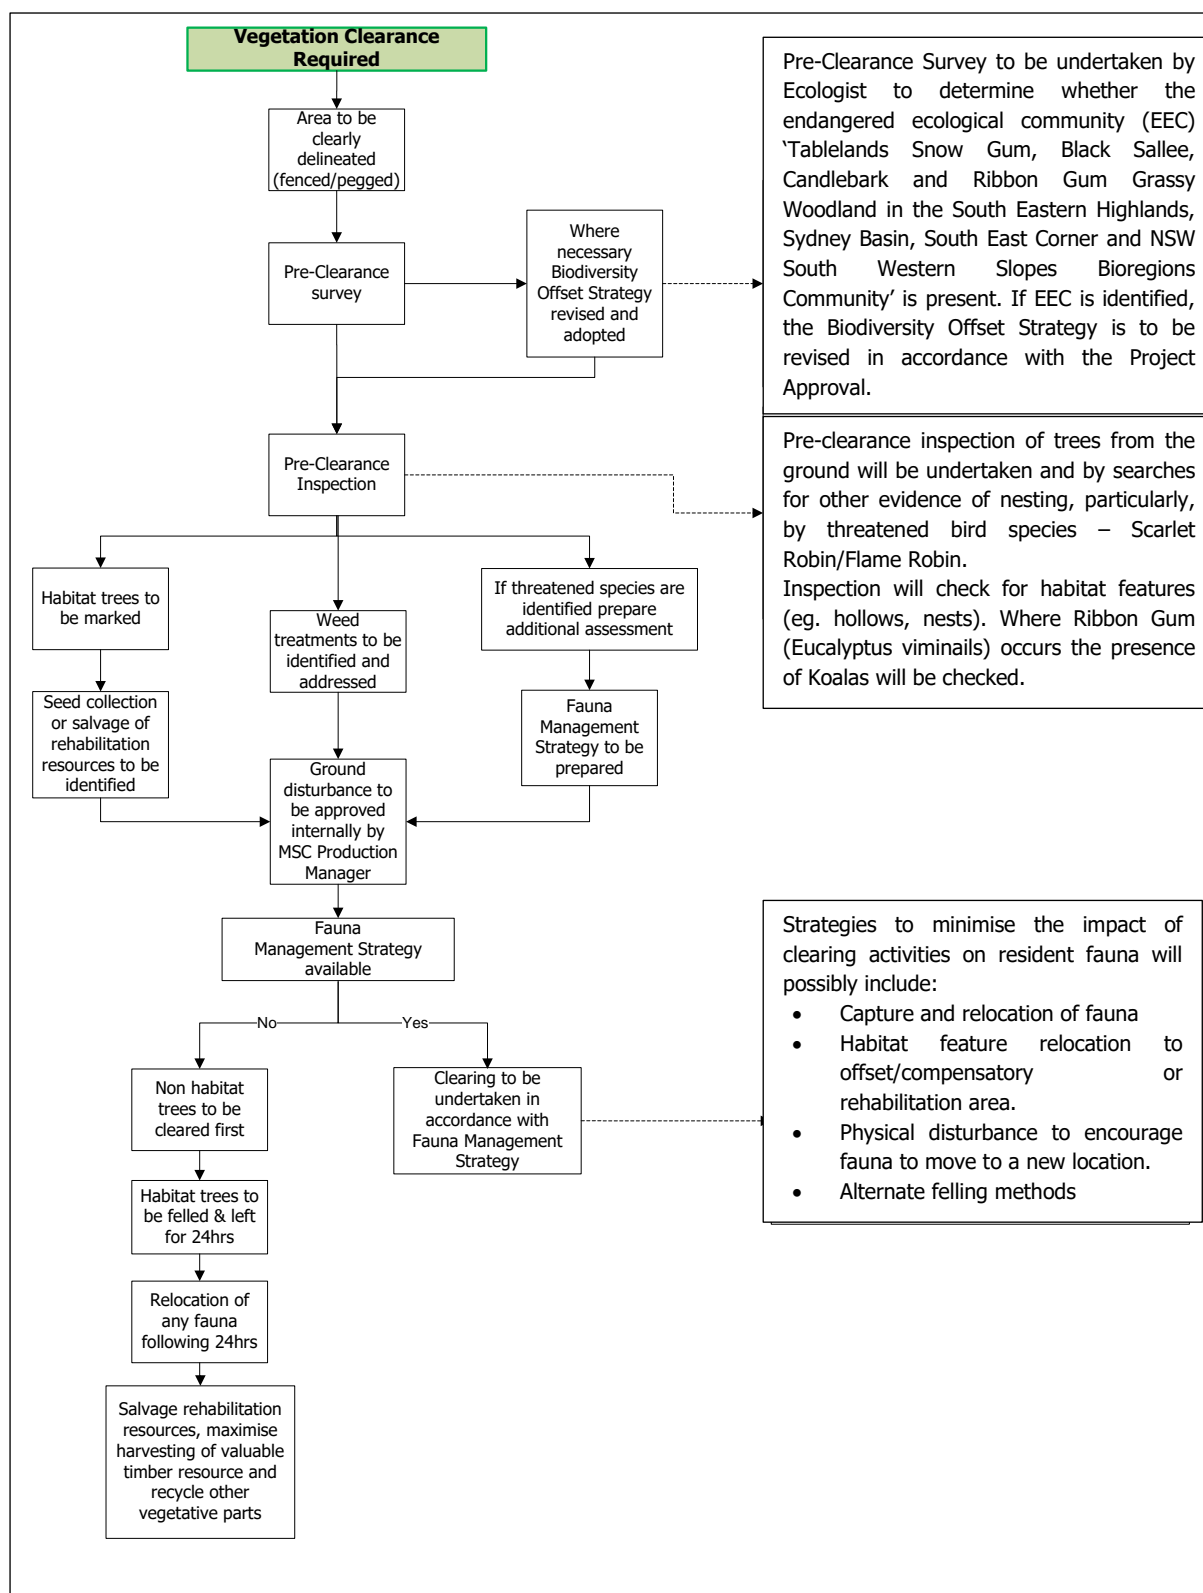 Vegetation Clearance
Required
Area to be
clearly
delineated
(fenced/pegged)
Pre-Clearance
survey
Where
necessary
Biodiversity
Offset Strategy
revised and
adopted
Pre-Clearance Survey to be undertaken by
Ecologist to determine whether the
endangered ecological community (EEC)
‘Tablelands Snow Gum, Black Sallee,
Candlebark and Ribbon Gum Grassy
Woodland in the South Eastern Highlands,
Sydney Basin, South East Corner and NSW
South Western Slopes Bioregions
Community’ is present. If EEC is identified,
the Biodiversity Offset Strategy is to be
revised in accordance with the Project
Approval.
Pre-Clearance
Inspection
Pre-clearance inspection of trees from the
ground will be undertaken and by searches
for other evidence of nesting, particularly,
by threatened bird species – Scarlet
Robin/Flame Robin.
Inspection will check for habitat features
(eg. hollows, nests). Where Ribbon Gum
(Eucalyptus viminails) occurs the presence
of Koalas will be checked.
Habitat trees to
be marked
Weed
treatments to be
identified and
addressed
If threatened species are
identified prepare
additional assessment
Seed collection
or salvage of
rehabilitation
resources to be
identified
Fauna
Management
Strategy to be
prepared
Ground
disturbance to
be approved
internally by
MSC Production
Manager
Fauna
Management Strategy
available
No
Yes
Non habitat
trees to be
cleared first
Clearing to be
undertaken in
accordance with
Fauna Management
Strategy
Strategies to minimise the impact of
clearing activities on resident fauna will
possibly include:
• Capture and relocation of fauna
• Habitat feature relocation to
offset/compensatory or
rehabilitation area.
• Physical disturbance to encourage
fauna to move to a new location.
• Alternate felling methods
Habitat trees to
be felled & left
for 24hrs
Relocation of
any fauna
following 24hrs
Salvage rehabilitation
resources, maximise
harvesting of valuable
timber resource and
recycle other
vegetative parts